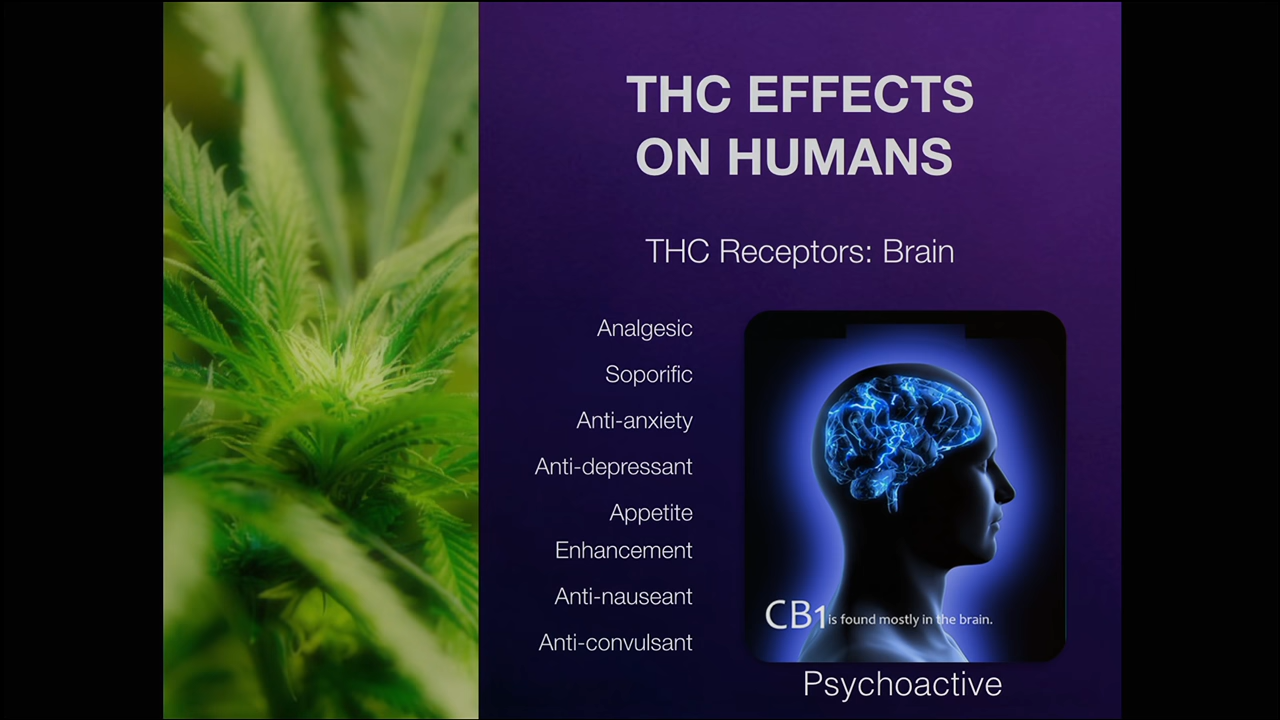 THC EFFECTS
ON HUMANS
THC Receptors: Brain
Analgesic
Soporific
Anti-anxiety
Anti-depressant
Appetite
Enhancement
Anti-nauseant
Anti-convulsant
CB1 is found mostly in the brain.
Psychoactive